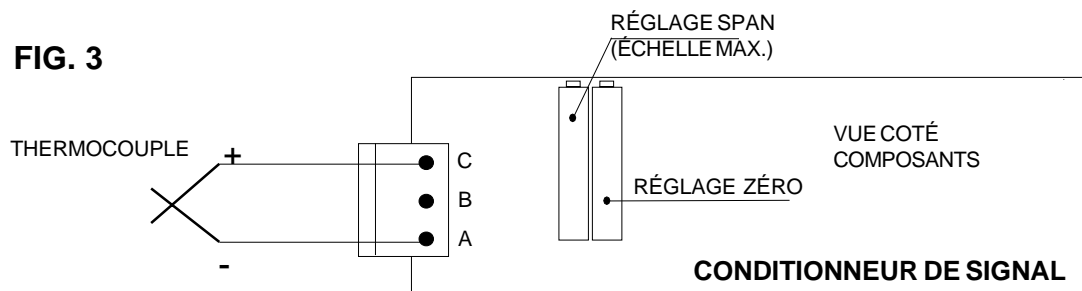 FIG. 3
RÉGLAGE SPAN
(ÉCHELLE MAX.)
THERMOCOUPLE
+
-
C
B
A
VUE COTÉ
COMPOSANTS
RÉGLAGE ZÉRO
CONDITIONNEUR DE SIGNAL